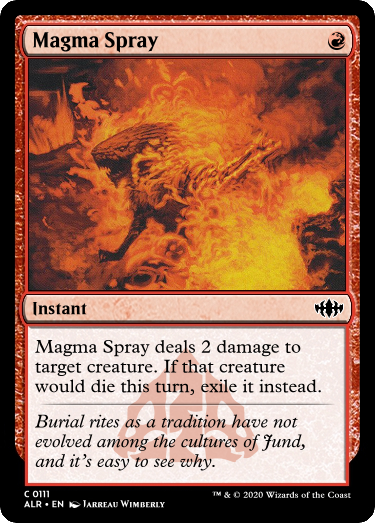 Magma Spray
Instant
Magma Spray deals 2 damage to
target creature. If that creature
would die this turn, exile it instead.
Burial rites as a tradition have not
evolved among the cultures of Jund,
and it's easy to see why.
C 0111
ALR • EN Jarreau Wimberly
™ & © 2020 Wizards of the Coast